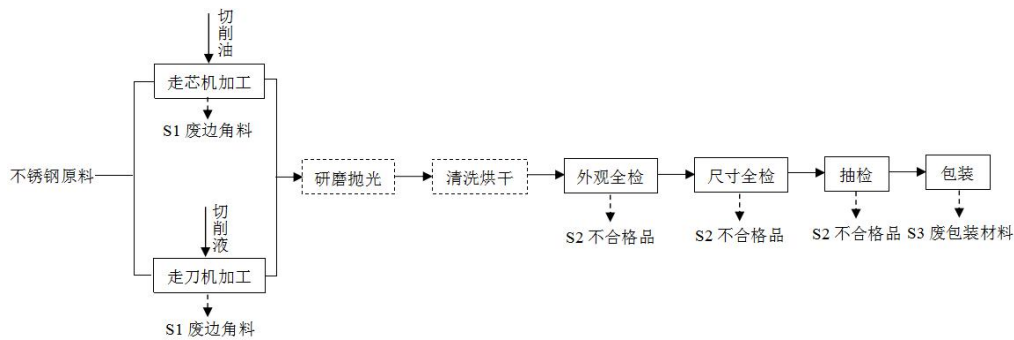 切削油
走芯机加工
S1 废边角料
不锈钢原料
研磨抛光
清洗烘干
外观全检
尺寸全检
抽检
包装
S2 不合格品
S2 不合格品
S2 不合格品
S3 废包装材料
切削液
走刀机加工
S1 废边角料